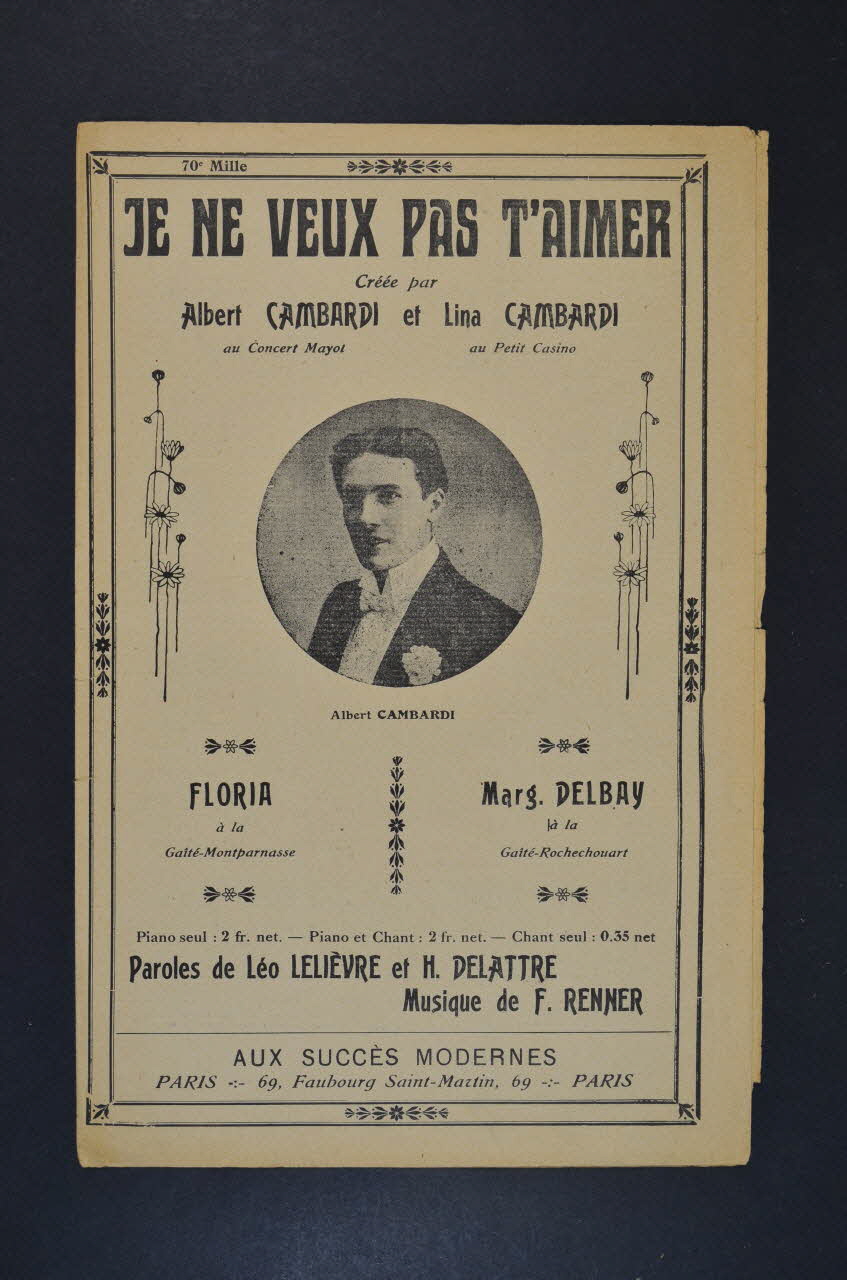 70e Mille
JE NE VEUX PAS T'AIMER
Créée par
Albert CAMBARDI et Lina CAMBARDI
au Concert Mayol au Petit Casino
Albert CAMBARDI
FLORIA
à la
Gaîté-Montparnasse
Marg. DELBAY
à la
Gaîté-Rochechouart
Piano seul : 2 fr. net. — Piano et Chant : 2 fr. net. — Chant seul : 0.35 net
Paroles de Léo LELIÈVRE et H. DELATTRE
Musique de F. RENNER
AUX SUCCÈS MODERNES
PARIS -:- 69, Faubourg Saint-Martin, 69 -:- PARIS